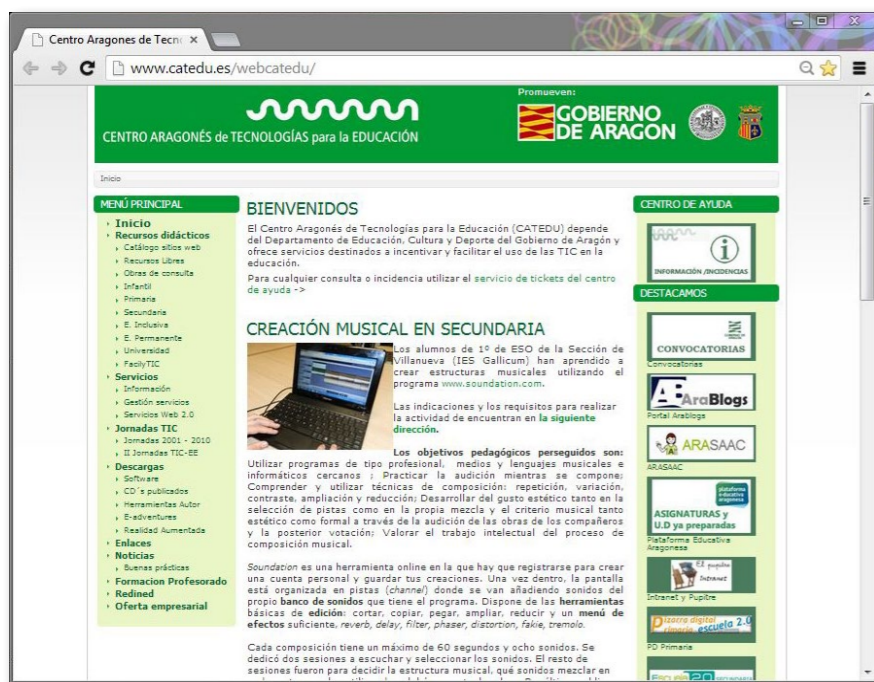 Centro Aragones de Tecn
www.catedu.es/webcatedu/
CENTRO ARAGONÉS de TECNOLOGÍAS para la EDUCACIÓN
Promueven:
GOBIERNO
DE ARAGON
Inicio
MENÚ PRINCIPAL
Inicio
Recursos didácticos
Catálogo sitios web
Recursos Libres
Obras de consulta
Infantil
Primaria
Secundaria
E. Inclusiva
E. Permanente
Universidad
FacilyTIC
Servicios
Información
Gestión servicios
Servicios Web 2.0
Jornadas TIC
Jornadas 2001 - 2010
II Jornadas TIC-EE
Descargas
Software
CD´s publicados
Herramientas Autor
E-adventures
Realidad Aumentada
Enlaces
Noticias
Buenas prácticas
Formacion Profesorado
Redined
Oferta empresarial
BIENVENIDOS
El Centro Aragonés de Tecnologías para la Educación (CATEDU) depende
del Departamento de Educación, Cultura y Deporte del Gobierno de Aragón y
ofrece servicios destinados a incentivar y facilitar el uso de las TIC en la
educación.
Para cualquier consulta o incidencia utilizar el servicio de tickets del centro
de ayuda ->
CREACIÓN MUSICAL EN SECUNDARIA
Los alumnos de 1º de ESO de la Sección de
Villanueva (IES Gallicum) han aprendido a
crear estructuras musicales utilizando el
programa www.soundation.com.
Las indicaciones y los requisitos para realizar
la actividad de encuentran en la siguiente
dirección.
Los objetivos pedagógicos perseguidos son:
Utilizar programas de tipo profesional, medios y lenguajes musicales e
informáticos cercanos ; Practicar la audición mientras se compone;
Comprender y utilizar técnicas de composición: repetición, variación,
contraste, ampliación y reducción; Desarrollar del gusto estético tanto en la
selección de pistas como en la propia mezcla y el criterio musical tanto
estético como formal a través de la audición de las obras de los compañeros
y la posterior votación; Valorar el trabajo intelectual del proceso de
composición musical.
Soundation es una herramienta online en la que hay que registrarse para crear
una cuenta personal y guardar tus creaciones. Una vez dentro, la pantalla
está organizada en pistas (channel) donde se van añadiendo sonidos del
propio banco de sonidos que tiene el programa. Dispone de las herramientas
básicas de edición: cortar, copiar, pegar, ampliar, reducir y un menú de
efectos suficiente, reverb, delay, filter, phaser, distortion, fakie, tremolo.
Cada composición tiene un máximo de 60 segundos y ocho sonidos. Se
dedicó dos sesiones a escuchar y seleccionar los sonidos. El resto de
sesiones fueron para decidir la estructura musical, qué sonidos mezclar en
CENTRO DE AYUDA
INFORMACIÓN /INCIDENCIAS
DESTACAMOS
CONVOCATORIAS
Convocatorias
AraBlogs
Portal Arablogs
ARASAAC
ARASAAC
plataforma
educativa
aragonesa
ASIGNATURAS y
U.D ya preparadas
Plataforma Educativa
Aragonesa
El pupitre
Intranet
Intranet y Pupitre
Pizarra digital
primaria escuela 2.0
PD Primaria
ESCUELA 2.0 SECUNDARIA